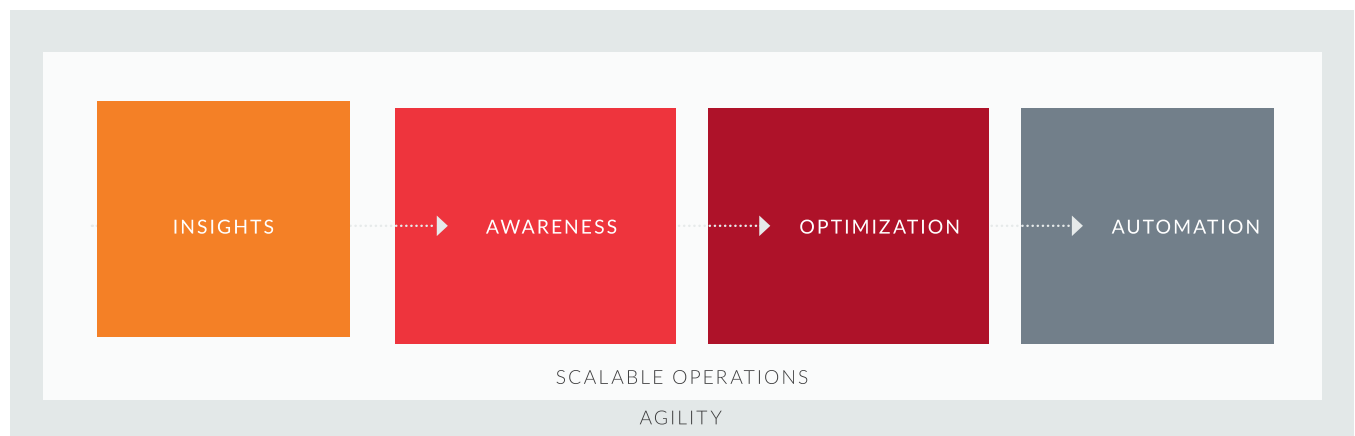 INSIGHTS
AWARENESS
OPTIMIZATION
AUTOMATION
SCALABLE OPERATIONS
AGILITY